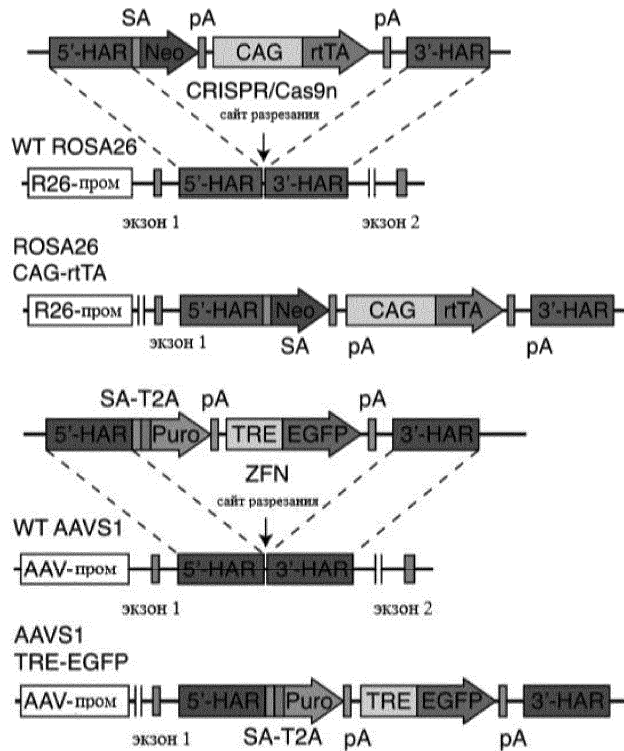 SA pA pA
5'-HAR Neo CAG rtTA 3'-HAR
CRISPR/Cas9n
сайт разрезания
WT ROSA26
R26-пром 5'-HAR 3'-HAR
экзон 1 экзон 2
ROSA26
CAG-rtTA
R26-пром 5'-HAR Neo CAG rtTA 3'-HAR
экзон 1 SA pA pA
SA-T2A pA pA
5'-HAR Puro TRE EGFP 3'-HAR
ZFN
сайт разрезания
WT AAVS1
AAV-пром 5'-HAR 3'-HAR
экзон 1 экзон 2
AAVS1
TRE-EGFP
AAV-пром 5'-HAR Puro TRE EGFP 3'-HAR
экзон 1 SA-T2A pA pA